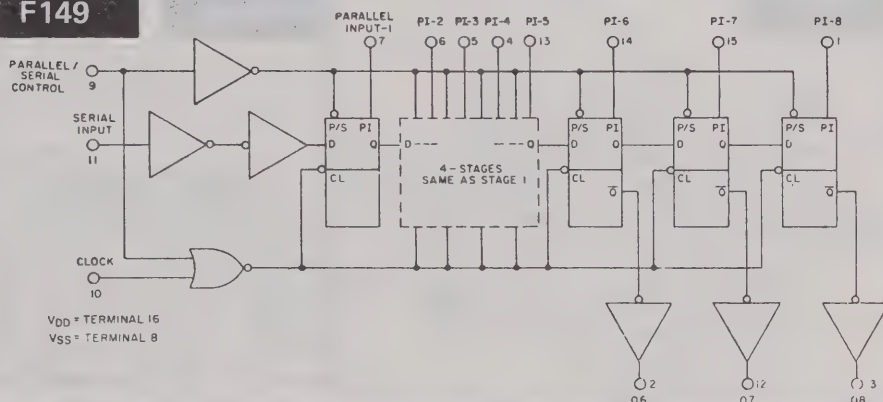 F149
PARALLEL
INPUT-1
PI-2
PI-3
PI-4
PI-5
PI-6
PI-7
PI-8
7
6
5
4
13
14
15
1
PARALLEL/
SERIAL
CONTROL
9
SERIAL
INPUT
11
P/S PI
D Q
CL
D
4-STAGES
SAME AS STAGE 1
Q
P/S PI
D Q
CL
Q
P/S PI
D Q
CL
Q
P/S PI
D
CL
Q
CLOCK
10
VDD = TERMINAL 16
VSS = TERMINAL 8
2
Q6
12
Q7
3
Q8